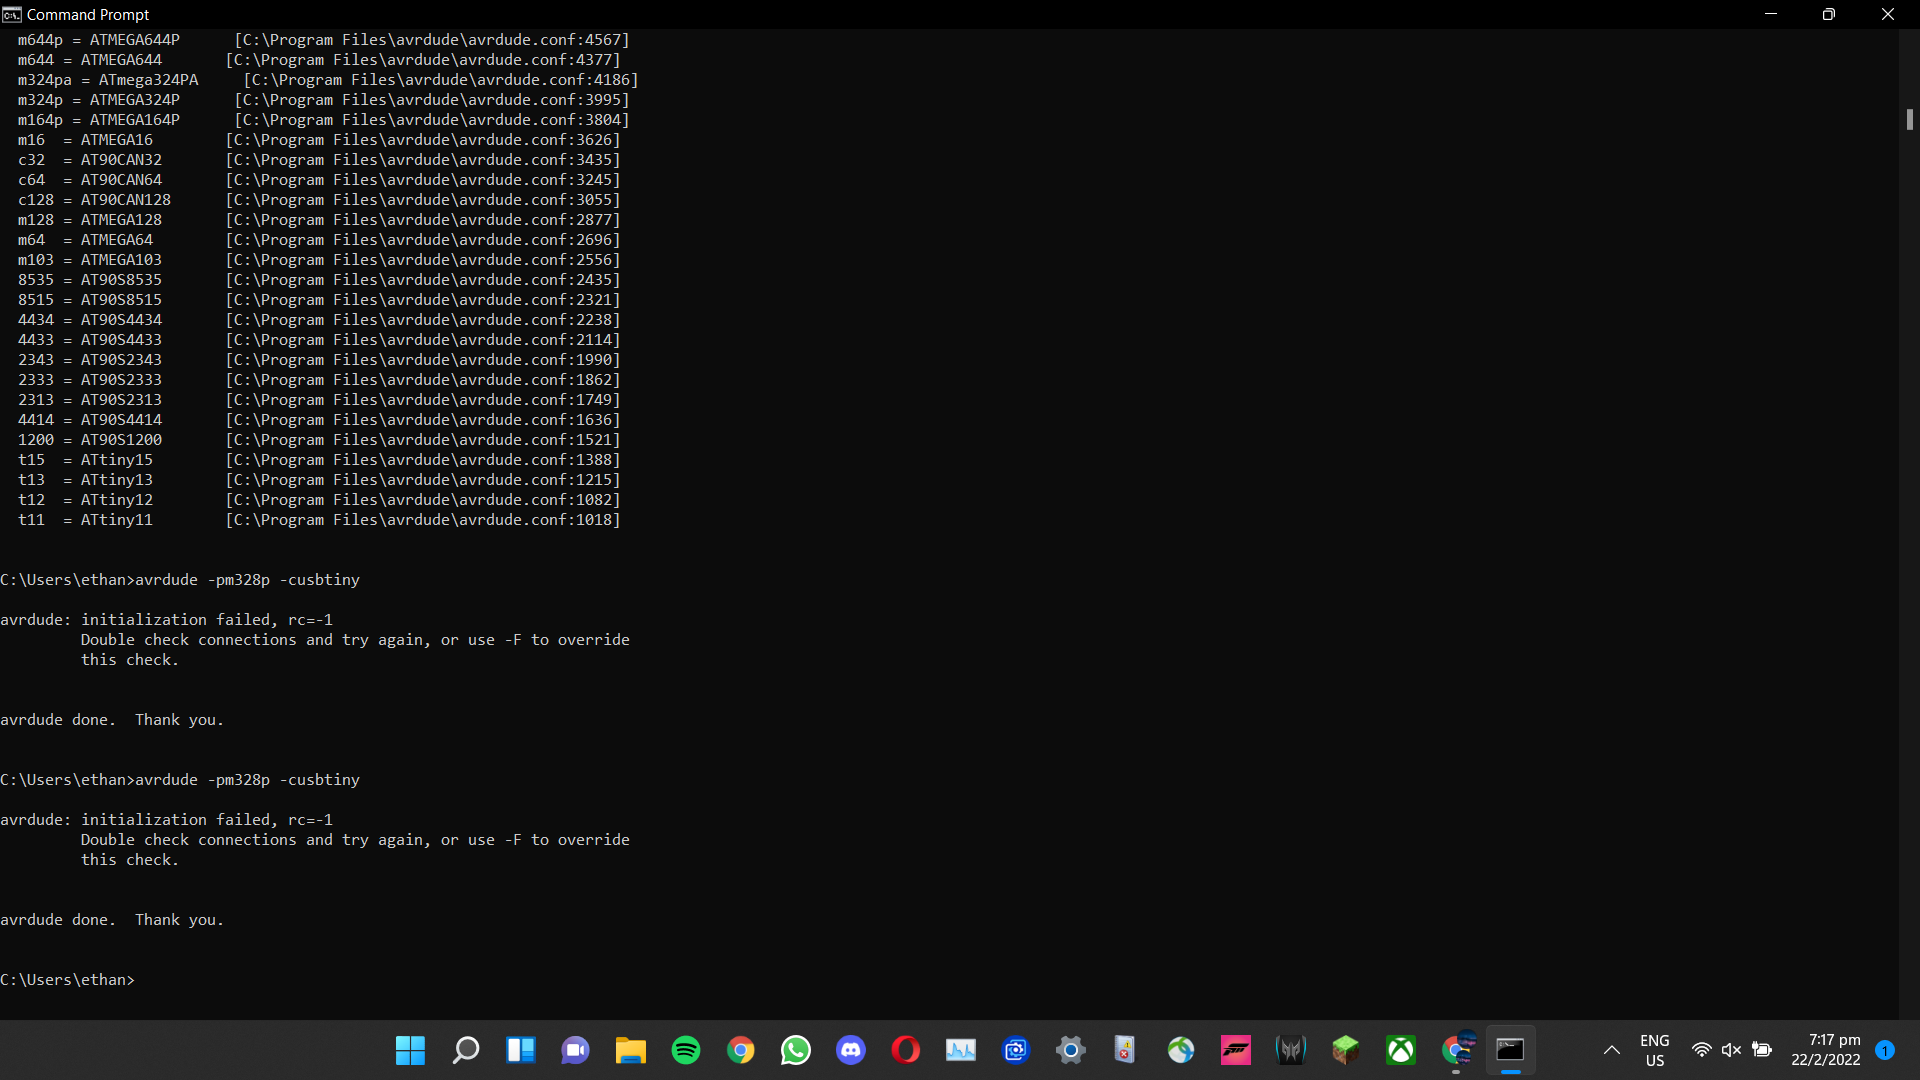 Command Prompt
m644p = ATMEGA644P      [C:\Program Files\avrdude\avrdude.conf:4567]
m644 = ATMEGA644       [C:\Program Files\avrdude\avrdude.conf:4377]
m324pa = ATmega324PA     [C:\Program Files\avrdude\avrdude.conf:4186]
m324p = ATMEGA324P      [C:\Program Files\avrdude\avrdude.conf:3995]
m164p = ATMEGA164P      [C:\Program Files\avrdude\avrdude.conf:3804]
m16  = ATMEGA16        [C:\Program Files\avrdude\avrdude.conf:3626]
c32  = AT90CAN32       [C:\Program Files\avrdude\avrdude.conf:3435]
c64  = AT90CAN64       [C:\Program Files\avrdude\avrdude.conf:3245]
c128 = AT90CAN128      [C:\Program Files\avrdude\avrdude.conf:3055]
m128 = ATMEGA128       [C:\Program Files\avrdude\avrdude.conf:2877]
m64  = ATMEGA64        [C:\Program Files\avrdude\avrdude.conf:2696]
m103 = ATMEGA103       [C:\Program Files\avrdude\avrdude.conf:2556]
8535 = AT90S8535       [C:\Program Files\avrdude\avrdude.conf:2435]
8515 = AT90S8515       [C:\Program Files\avrdude\avrdude.conf:2321]
4434 = AT90S4434       [C:\Program Files\avrdude\avrdude.conf:2238]
4433 = AT90S4433       [C:\Program Files\avrdude\avrdude.conf:2114]
2343 = AT90S2343       [C:\Program Files\avrdude\avrdude.conf:1990]
2333 = AT90S2333       [C:\Program Files\avrdude\avrdude.conf:1862]
2313 = AT90S2313       [C:\Program Files\avrdude\avrdude.conf:1749]
4414 = AT90S4414       [C:\Program Files\avrdude\avrdude.conf:1636]
1200 = AT90S1200       [C:\Program Files\avrdude\avrdude.conf:1521]
t15  = ATtiny15        [C:\Program Files\avrdude\avrdude.conf:1388]
t13  = ATtiny13        [C:\Program Files\avrdude\avrdude.conf:1215]
t12  = ATtiny12        [C:\Program Files\avrdude\avrdude.conf:1082]
t11  = ATtiny11        [C:\Program Files\avrdude\avrdude.conf:1018]
C:\Users\ethan>avrdude -pm328p -cusbtiny
avrdude: initialization failed, rc=-1
Double check connections and try again, or use -F to override
this check.
avrdude done.  Thank you.
C:\Users\ethan>avrdude -pm328p -cusbtiny
avrdude: initialization failed, rc=-1
Double check connections and try again, or use -F to override
this check.
avrdude done.  Thank you.
C:\Users\ethan>
ENG
US
7:17 pm
22/2/2022
1